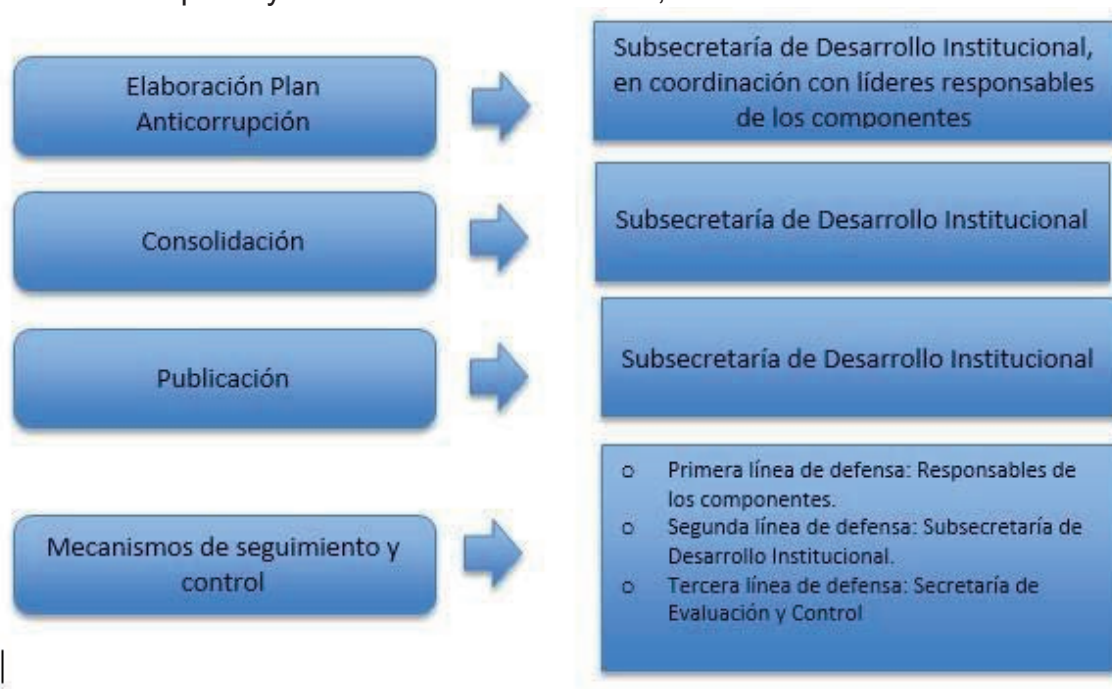 Elaboración Plan
Anticorrupción
Subsecretaría de Desarrollo Institucional,
en coordinación con líderes responsables
de los componentes
Consolidación
Subsecretaría de Desarrollo Institucional
Publicación
Subsecretaría de Desarrollo Institucional
Mecanismos de seguimiento y
control
o Primera línea de defensa: Responsables de
los componentes.
o Segunda línea de defensa: Subsecretaría de
Desarrollo Institucional.
o Tercera línea de defensa: Secretaría de
Evaluación y Control